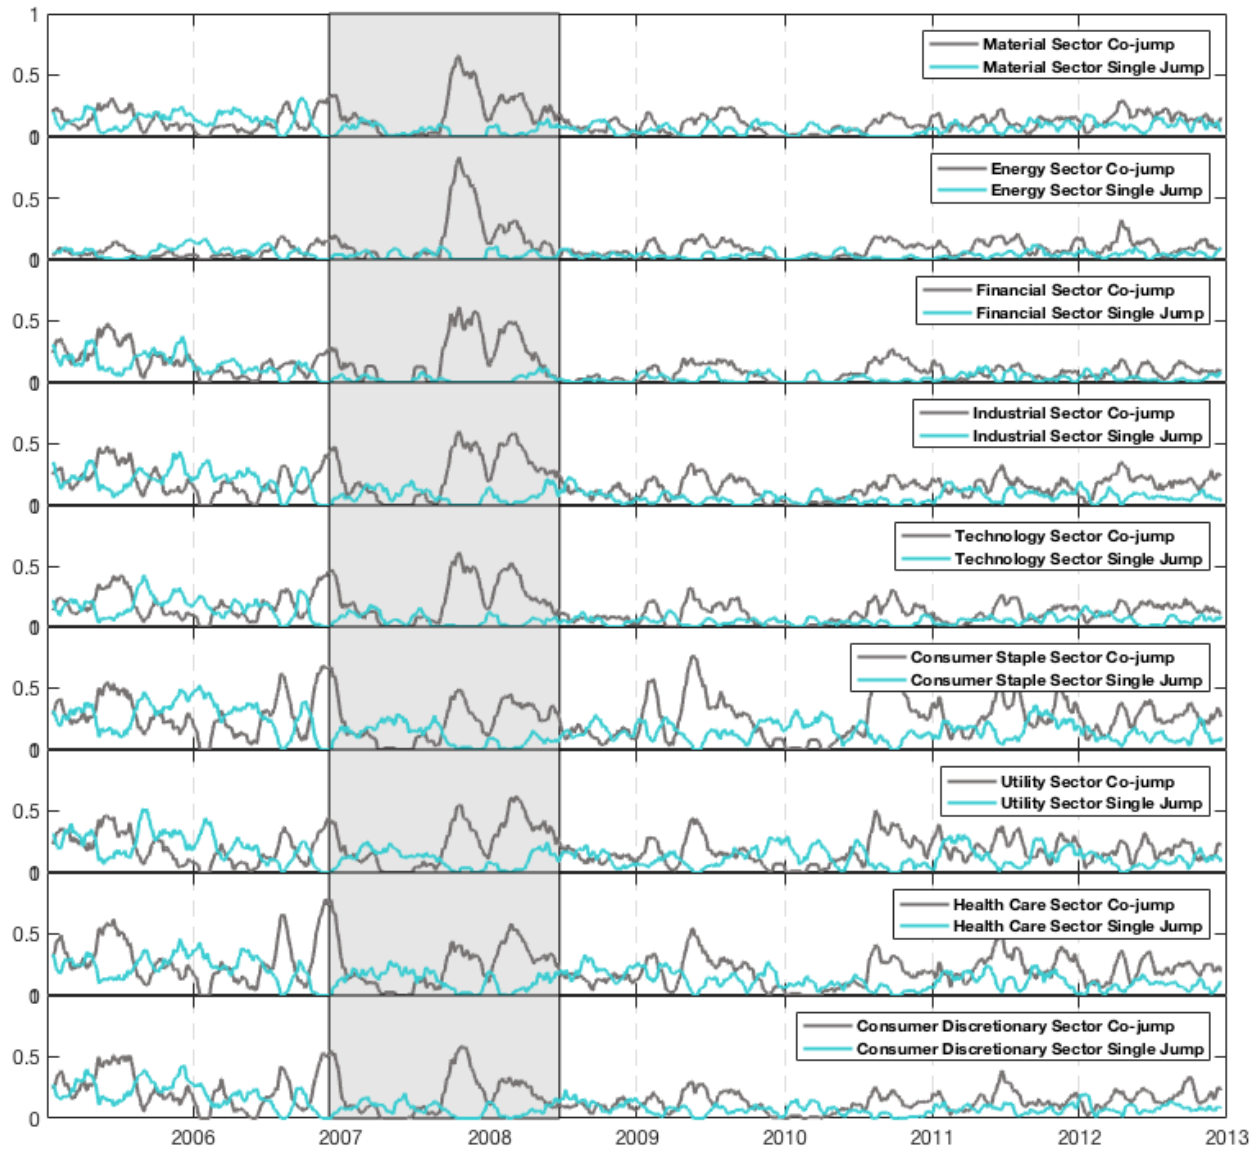 1
Material Sector Co-jump
0.5
Material Sector Single Jump
0
Energy Sector Co-jump
0.5
Energy Sector Single Jump
0
Financial Sector Co-jump
0.5
Financial Sector Single Jump
0
Industrial Sector Co-jump
0.5
Industrial Sector Single Jump
0
Technology Sector Co-jump
0.5
Technology Sector Single Jump
0
Consumer Staple Sector Co-jump
0.5
Consumer Staple Sector Single Jump
0
Utility Sector Co-jump
0.5
Utility Sector Single Jump
0
Health Care Sector Co-jump
0.5
Health Care Sector Single Jump
0
Consumer Discretionary Sector Co-jump
0.5
Consumer Discretionary Sector Single Jump
0
2006 2007 2008 2009 2010 2011 2012 2013